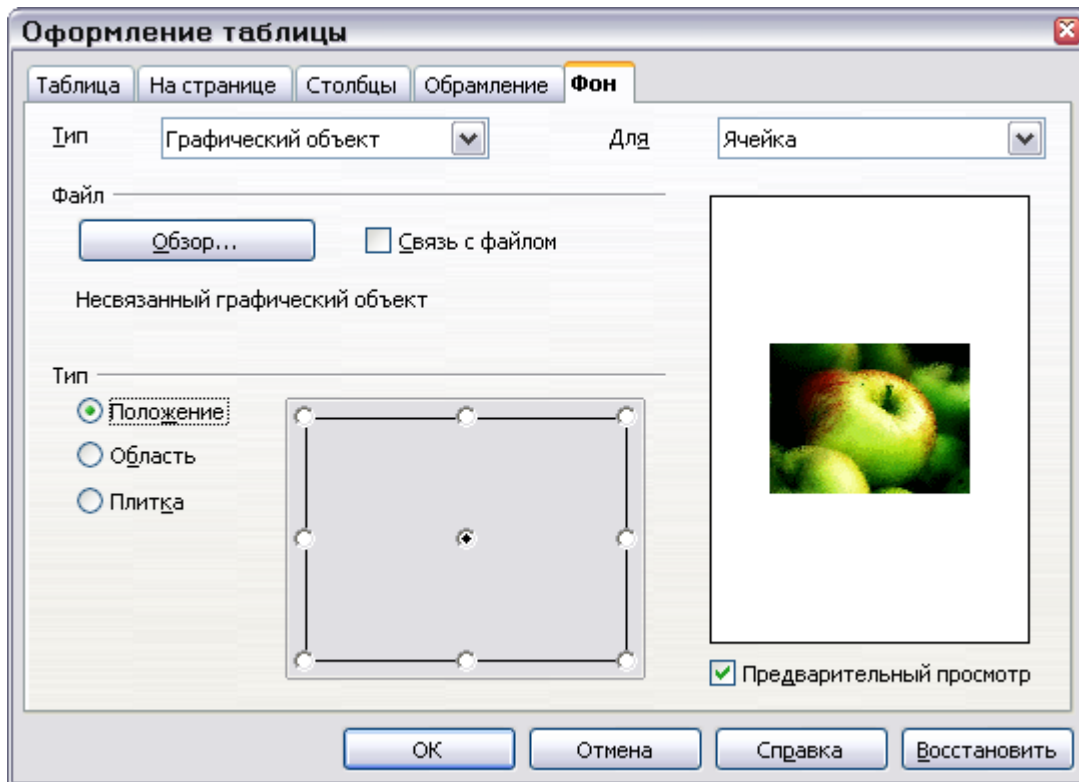 Оформление таблицы
Таблица На странице Столбцы Обрамление Фон
Тип Графический объект Для Ячейка
Файл
Обзор... Связь с файлом
Несвязанный графический объект
Тип
Положение
Область
Плитка
Предварительный просмотр
ОК Отмена Справка Восстановить